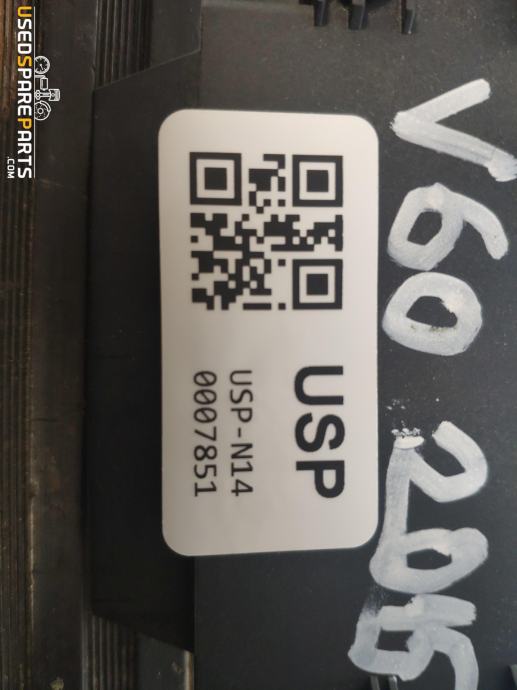 USEDSPAREPARTS
.COM
V60 2015
USP
USP-N14
0007851